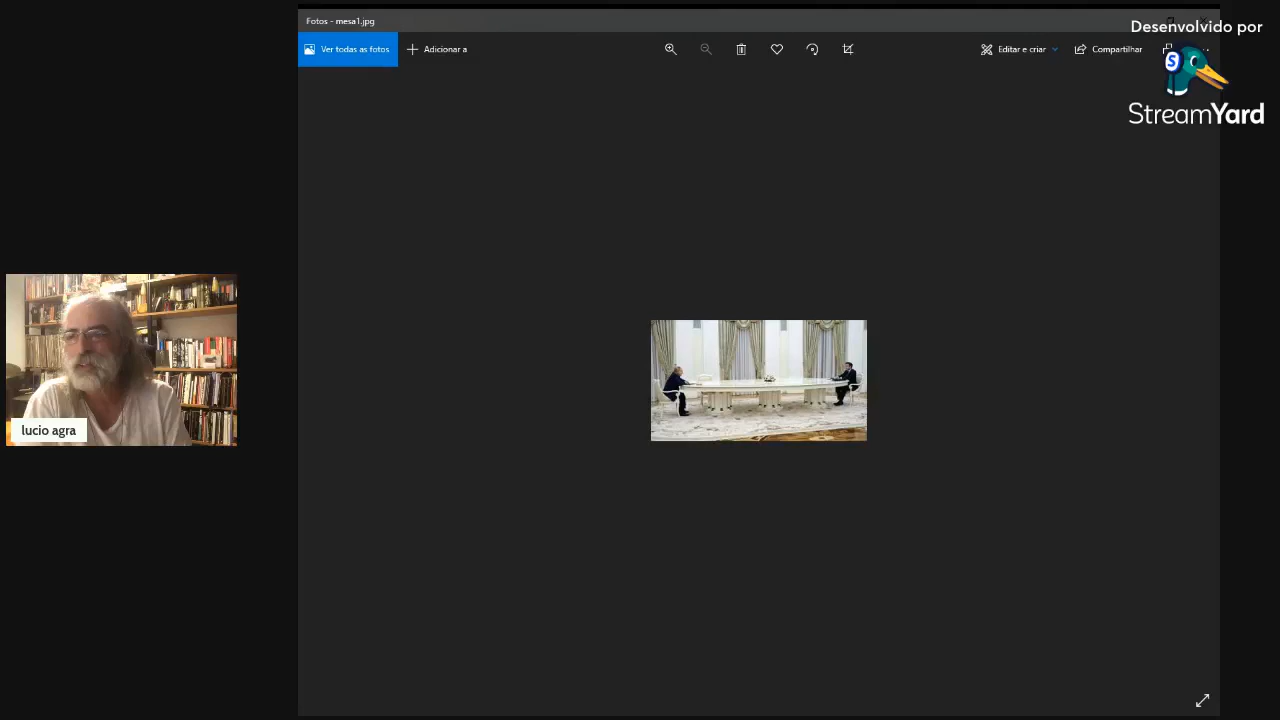 Fotos - mesa1.jpg
Ver todas as fotos
Adicionar a
Editar e criar
Compartilhar
Desenvolvido por
S
StreamYard
lucio agra